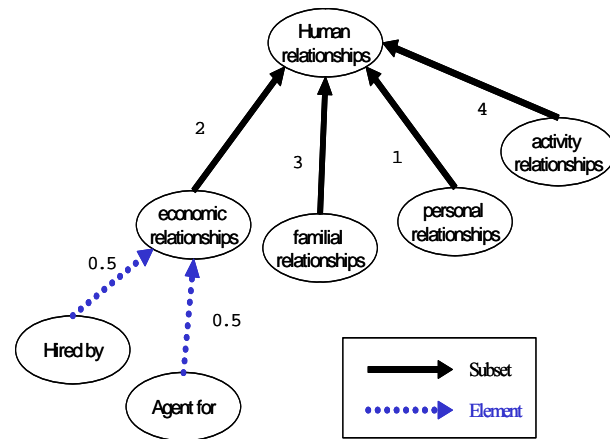 Human
relationships
2
4
3
1
activity
relationships
economic
relationships
familial
relationships
personal
relationships
0.5
0.5
Hired by
Agent for
Subset
Element